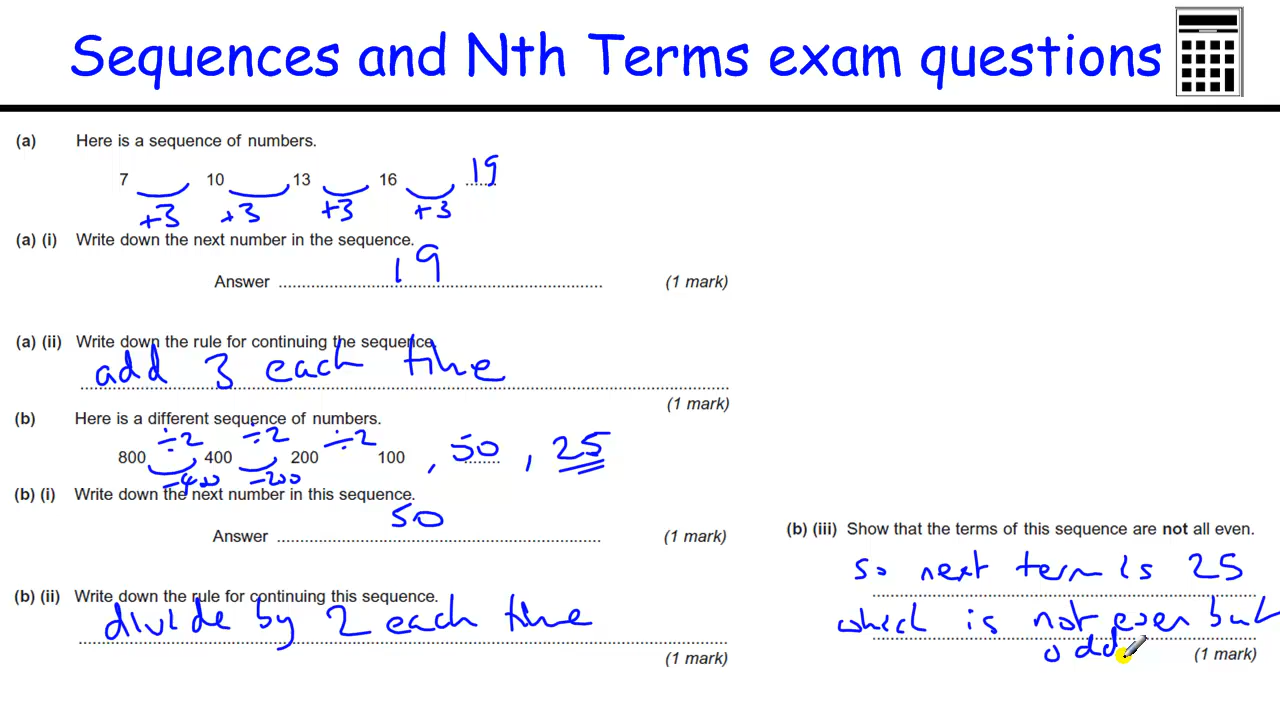 Sequences and Nth Terms exam questions
(a) Here is a sequence of numbers.
7 10 13 16 19
+3 +3 +3 +3
(a) (i) Write down the next number in the sequence.
Answer 19 (1 mark)
(a) (ii) Write down the rule for continuing the sequence.
add 3 each time
(1 mark)
(b) Here is a different sequence of numbers.
÷2 ÷2 ÷2
800 400 200 100 , 50 , 25
-400 -200
(b) (i) Write down the next number in this sequence.
Answer 50 (1 mark)
(b) (ii) Write down the rule for continuing this sequence.
divide by 2 each time
(1 mark)
(b) (iii) Show that the terms of this sequence are not all even.
so next term is 25
which is not even but
odd
(1 mark)